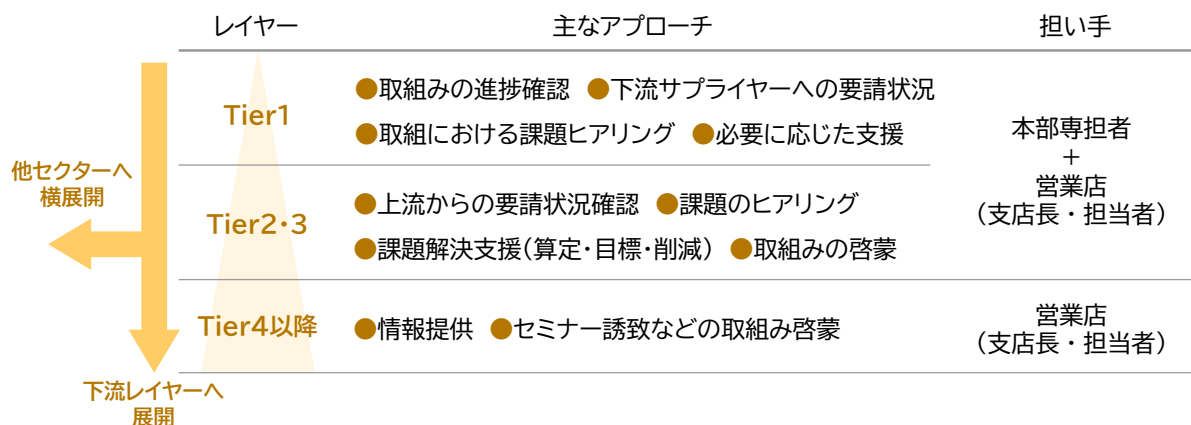 レイヤー 主なアプローチ 担い手
Tier1
●取組みの進捗確認 ●下流サプライヤーへの要請状況
●取組における課題ヒアリング ●必要に応じた支援
本部専担者
+
営業店
(支店長・担当者)
他セクターへ
横展開
Tier2・3
●上流からの要請状況確認 ●課題のヒアリング
●課題解決支援(算定・目標・削減) ●取組みの啓蒙
Tier4以降
●情報提供 ●セミナー誘致などの取組み啓蒙
営業店
(支店長・担当者)
下流レイヤーへ
展開